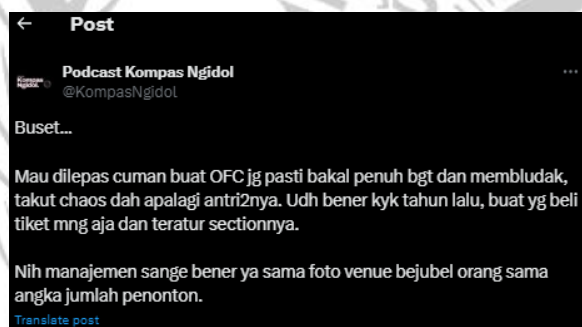 ← Post
Podcast Kompas Ngidol
@KompasNgidol
Buset...
Mau dilepas cuman buat OFC jg pasti bakal penuh bgt dan membludak,
takut chaos dah apalagi antri2nya. Udh bener kyk tahun lalu, buat yg beli
tiket mng aja dan teratur sectionnya.
Nih manajemen sange bener ya sama foto venue bejubel orang sama
angka jumlah penonton.
Translate post